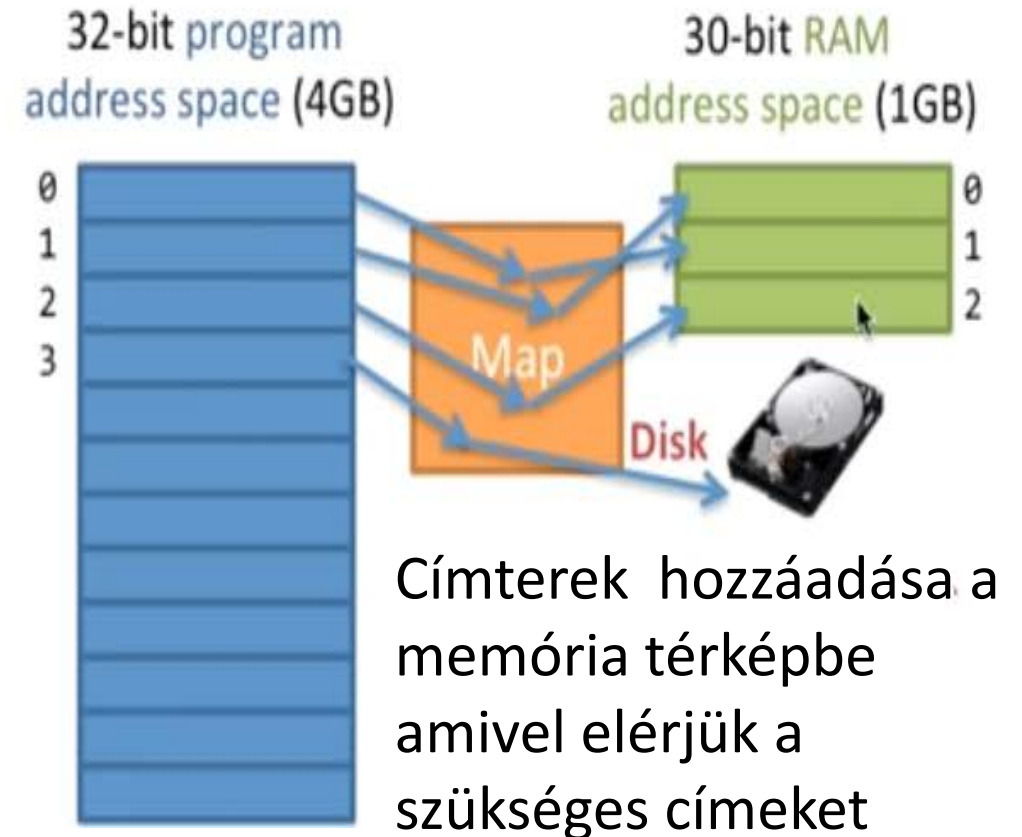 32-bit program
address space (4GB)
30-bit RAM
address space (1GB)
0
1
2
3
Map
0
1
2
Disk
Címterek hozzáadása a
memória térképbe
amivel elérjük a
szükséges címeket